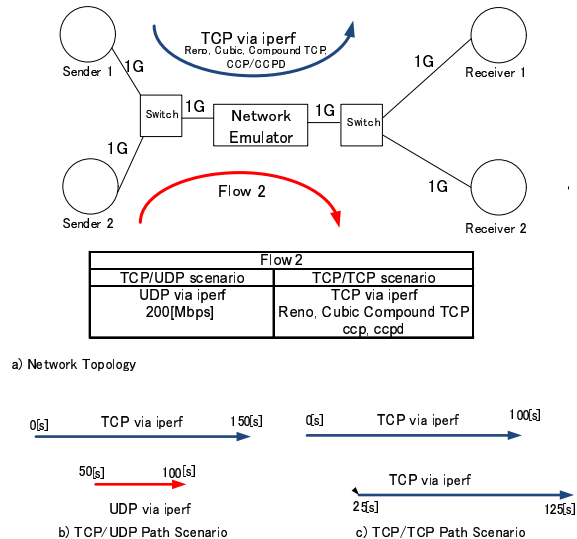 TCP via iperf
Reno, Cubic, Compound TCP,
CCP/CCPD
Sender 1
Receiver 1
1G
1G
1G
Switch
1G
Network
Emulator
1G
Switch
1G
1G
Sender 2
Flow 2
Receiver 2
Flow 2
TCP/UDP scenario
TCP/TCP scenario
UDP via iperf
200[Mbps]
TCP via iperf
Reno, Cubic Compound TCP
ccp, ccpd
a) Network Topology
0[s]
TCP via iperf
150[s]
50[s]
100[s]
UDP via iperf
b) TCP/UDP Path Scenario
0[s]
TCP via iperf
100[s]
TCP via iperf
25[s]
125[s]
c) TCP/TCP Path Scenario